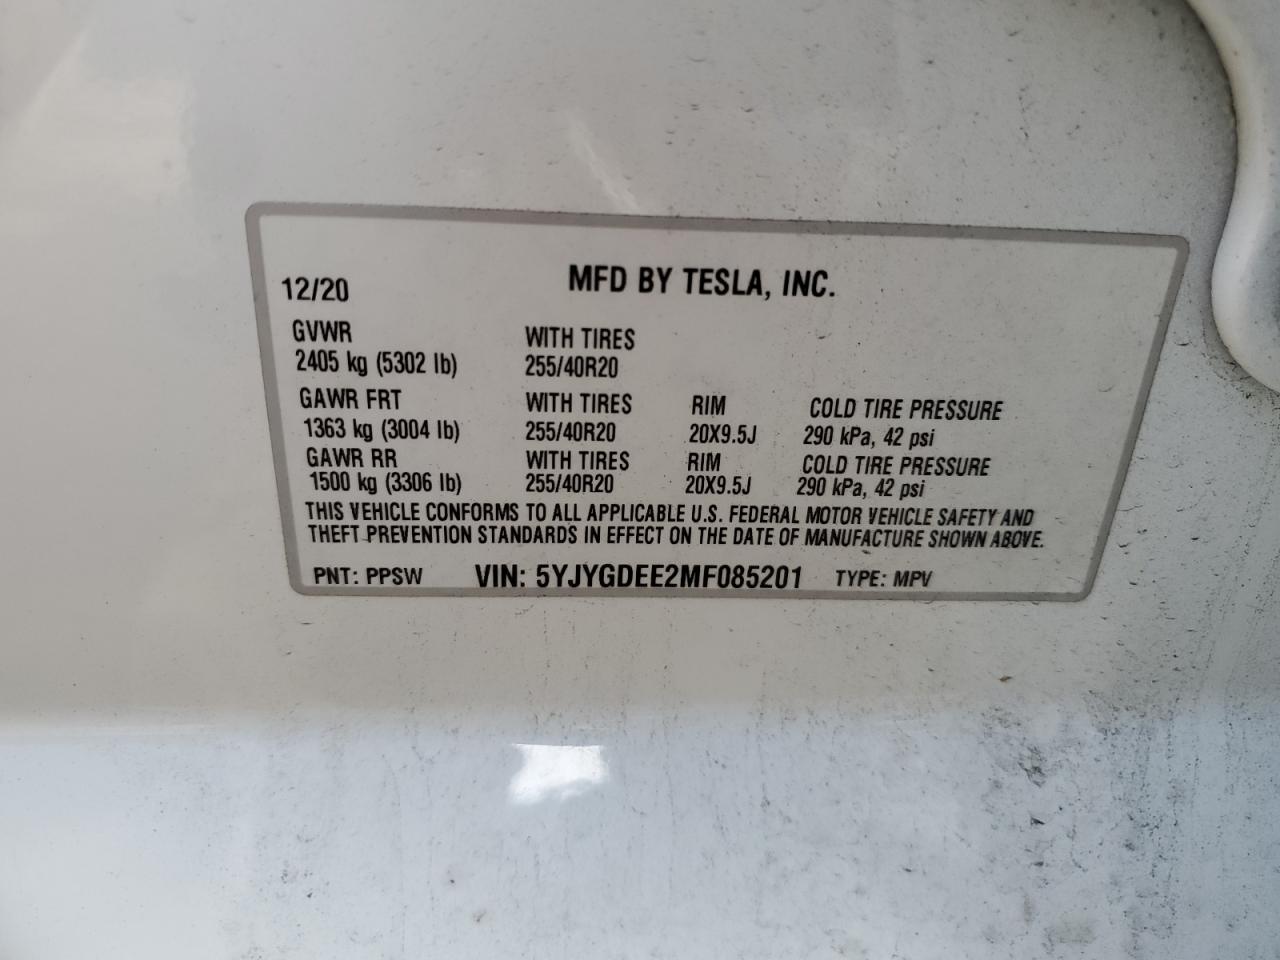 12/20 MFD BY TESLA, INC.
GVWR WITH TIRES
2405 kg (5302 lb) 255/40R20
GAWR FRT WITH TIRES RIM COLD TIRE PRESSURE
1363 kg (3004 lb) 255/40R20 20X9.5J 290 kPa, 42 psi
GAWR RR WITH TIRES RIM COLD TIRE PRESSURE
1500 kg (3306 lb) 255/40R20 20X9.5J 290 kPa, 42 psi
THIS VEHICLE CONFORMS TO ALL APPLICABLE U.S. FEDERAL MOTOR VEHICLE SAFETY AND
THEFT PREVENTION STANDARDS IN EFFECT ON THE DATE OF MANUFACTURE SHOWN ABOVE.
PNT: PPSW VIN: 5YJYGDEE2MF085201 TYPE: MPV